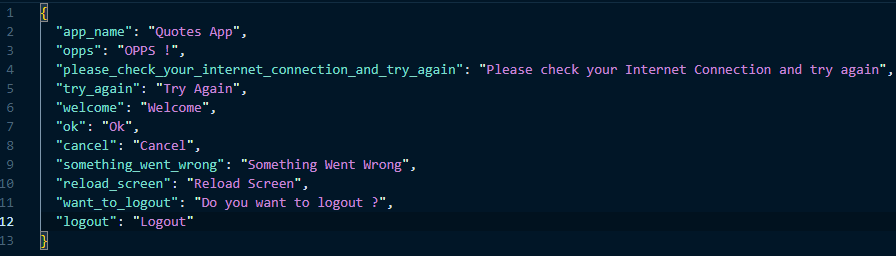 1 {
2 "app_name": "Quotes App",
3 "opps": "OPPS !",
4 "please_check_your_internet_connection_and_try_again": "Please check your Internet Connection and try again",
5 "try_again": "Try Again",
6 "welcome": "Welcome",
7 "ok": "Ok",
8 "cancel": "Cancel",
9 "something_went_wrong": "Something Went Wrong",
10 "reload_screen": "Reload Screen",
11 "want_to_logout": "Do you want to logout ?",
12 "logout": "Logout"
13 }